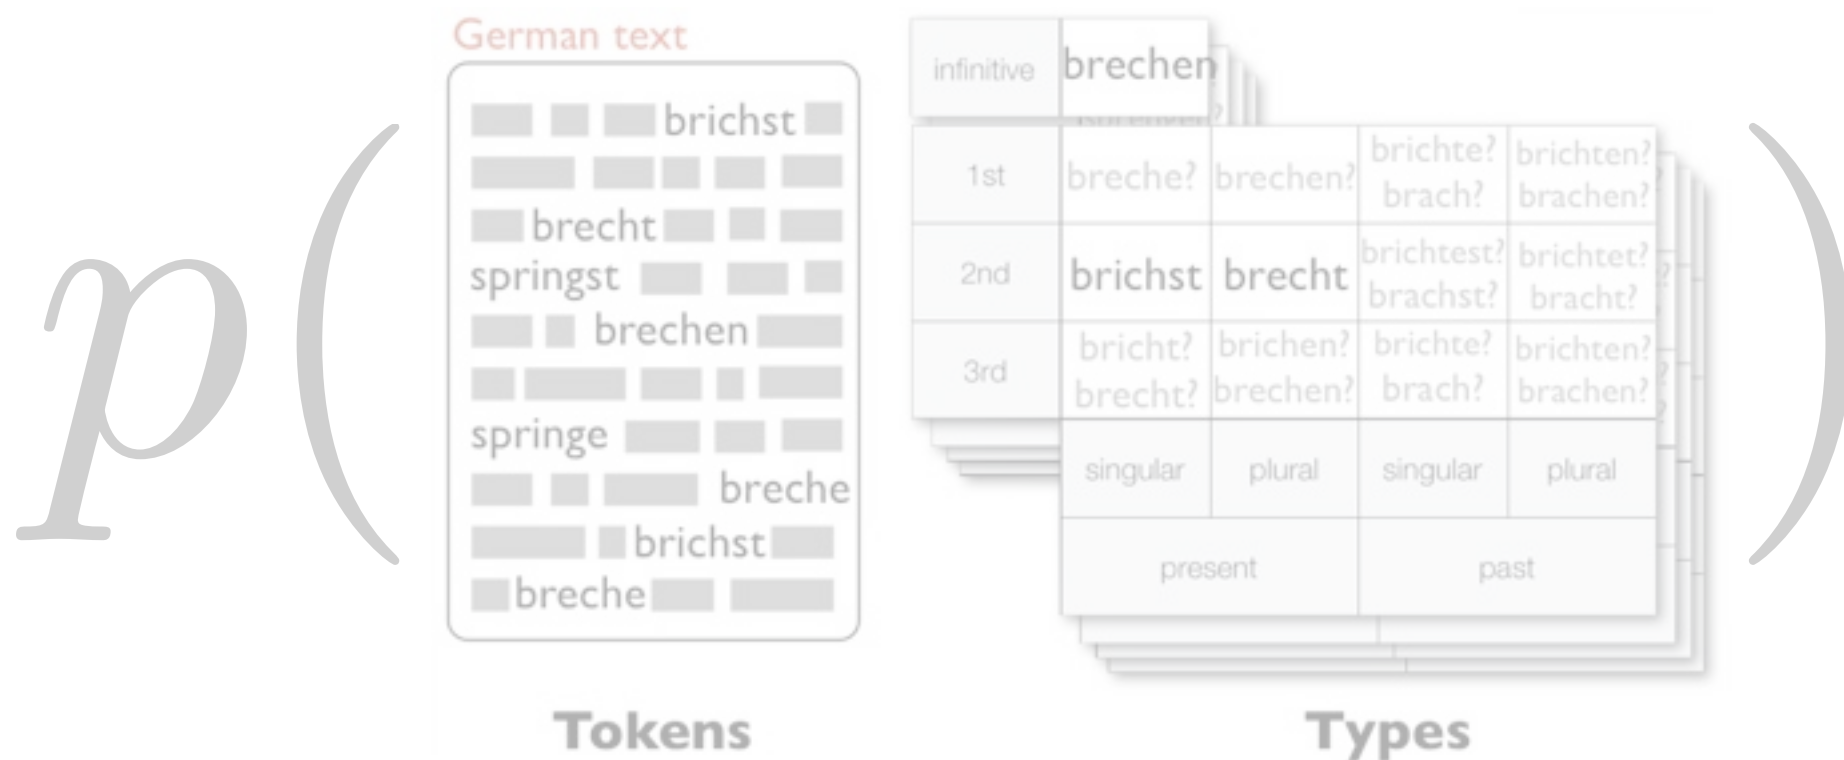 p(
German text
brichst
brecht
springst
brechen
springe
breche
brichst
breche
Tokens
infinitive brechen
1st breche? brechen? brichte? brach? brichten? brachen?
2nd brichst brecht brichtest? brachst? brichtet? bracht?
3rd bricht? brecht? brichen? brechen? brichte? brach? brichten? brachen?
singular plural singular plural
present past
Types
)